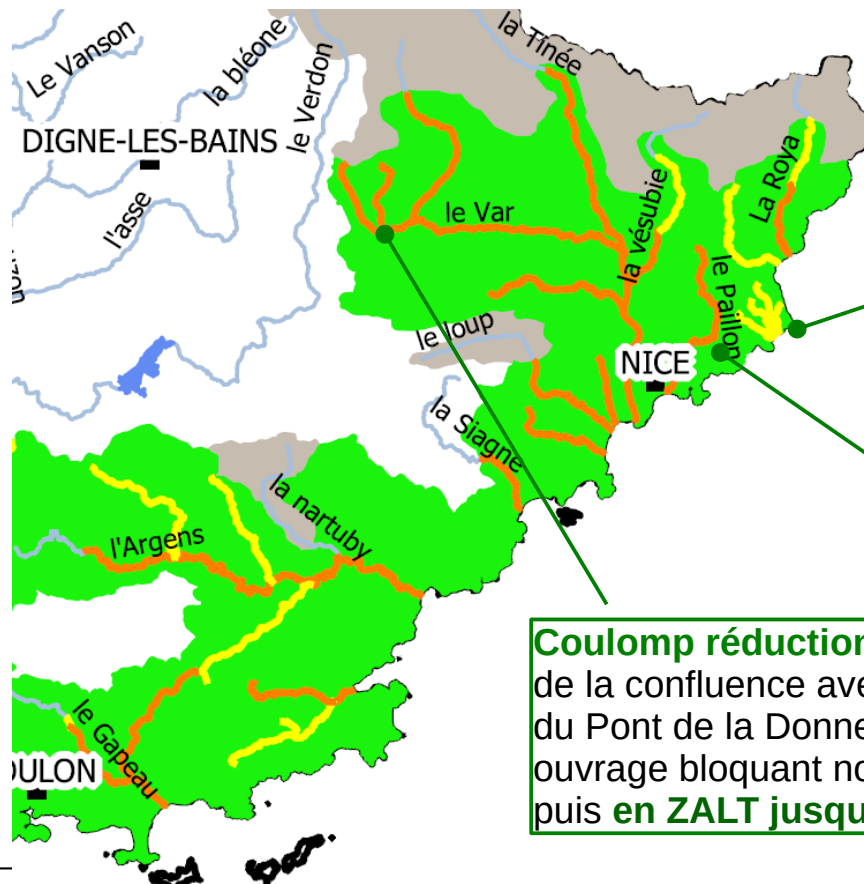 la Tinée
Le Vanson
la bléone
le Verdon
DIGNE-LES-BAINS
l'asse
le Var
la vésubie
La Roya
le Paillon
le loup
NICE
la Siagne
la nartuby
l'Argens
le Gapeau
OULON
Coulomp réduction
de la confluence ave
du Pont de la Donne
ouvrage bloquant no
puis en ZALT jusqu